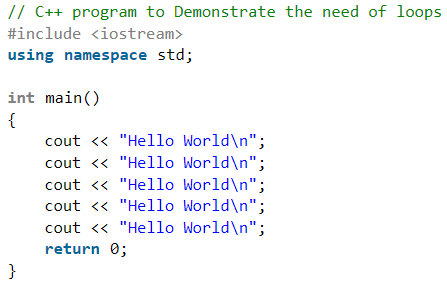 // C++ program to Demonstrate the need of loops
#include <iostream>
using namespace std;

int main()
{
    cout << "Hello World\n";
    cout << "Hello World\n";
    cout << "Hello World\n";
    cout << "Hello World\n";
    cout << "Hello World\n";
    return 0;
}